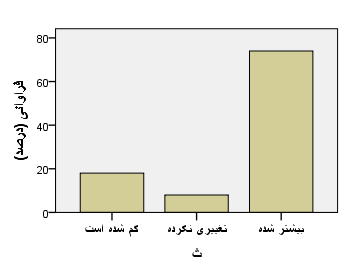 فراوانی (درصد)
80
60
40
20
0
کم شده است
تغییری نکرده
بیشتر شده
ث